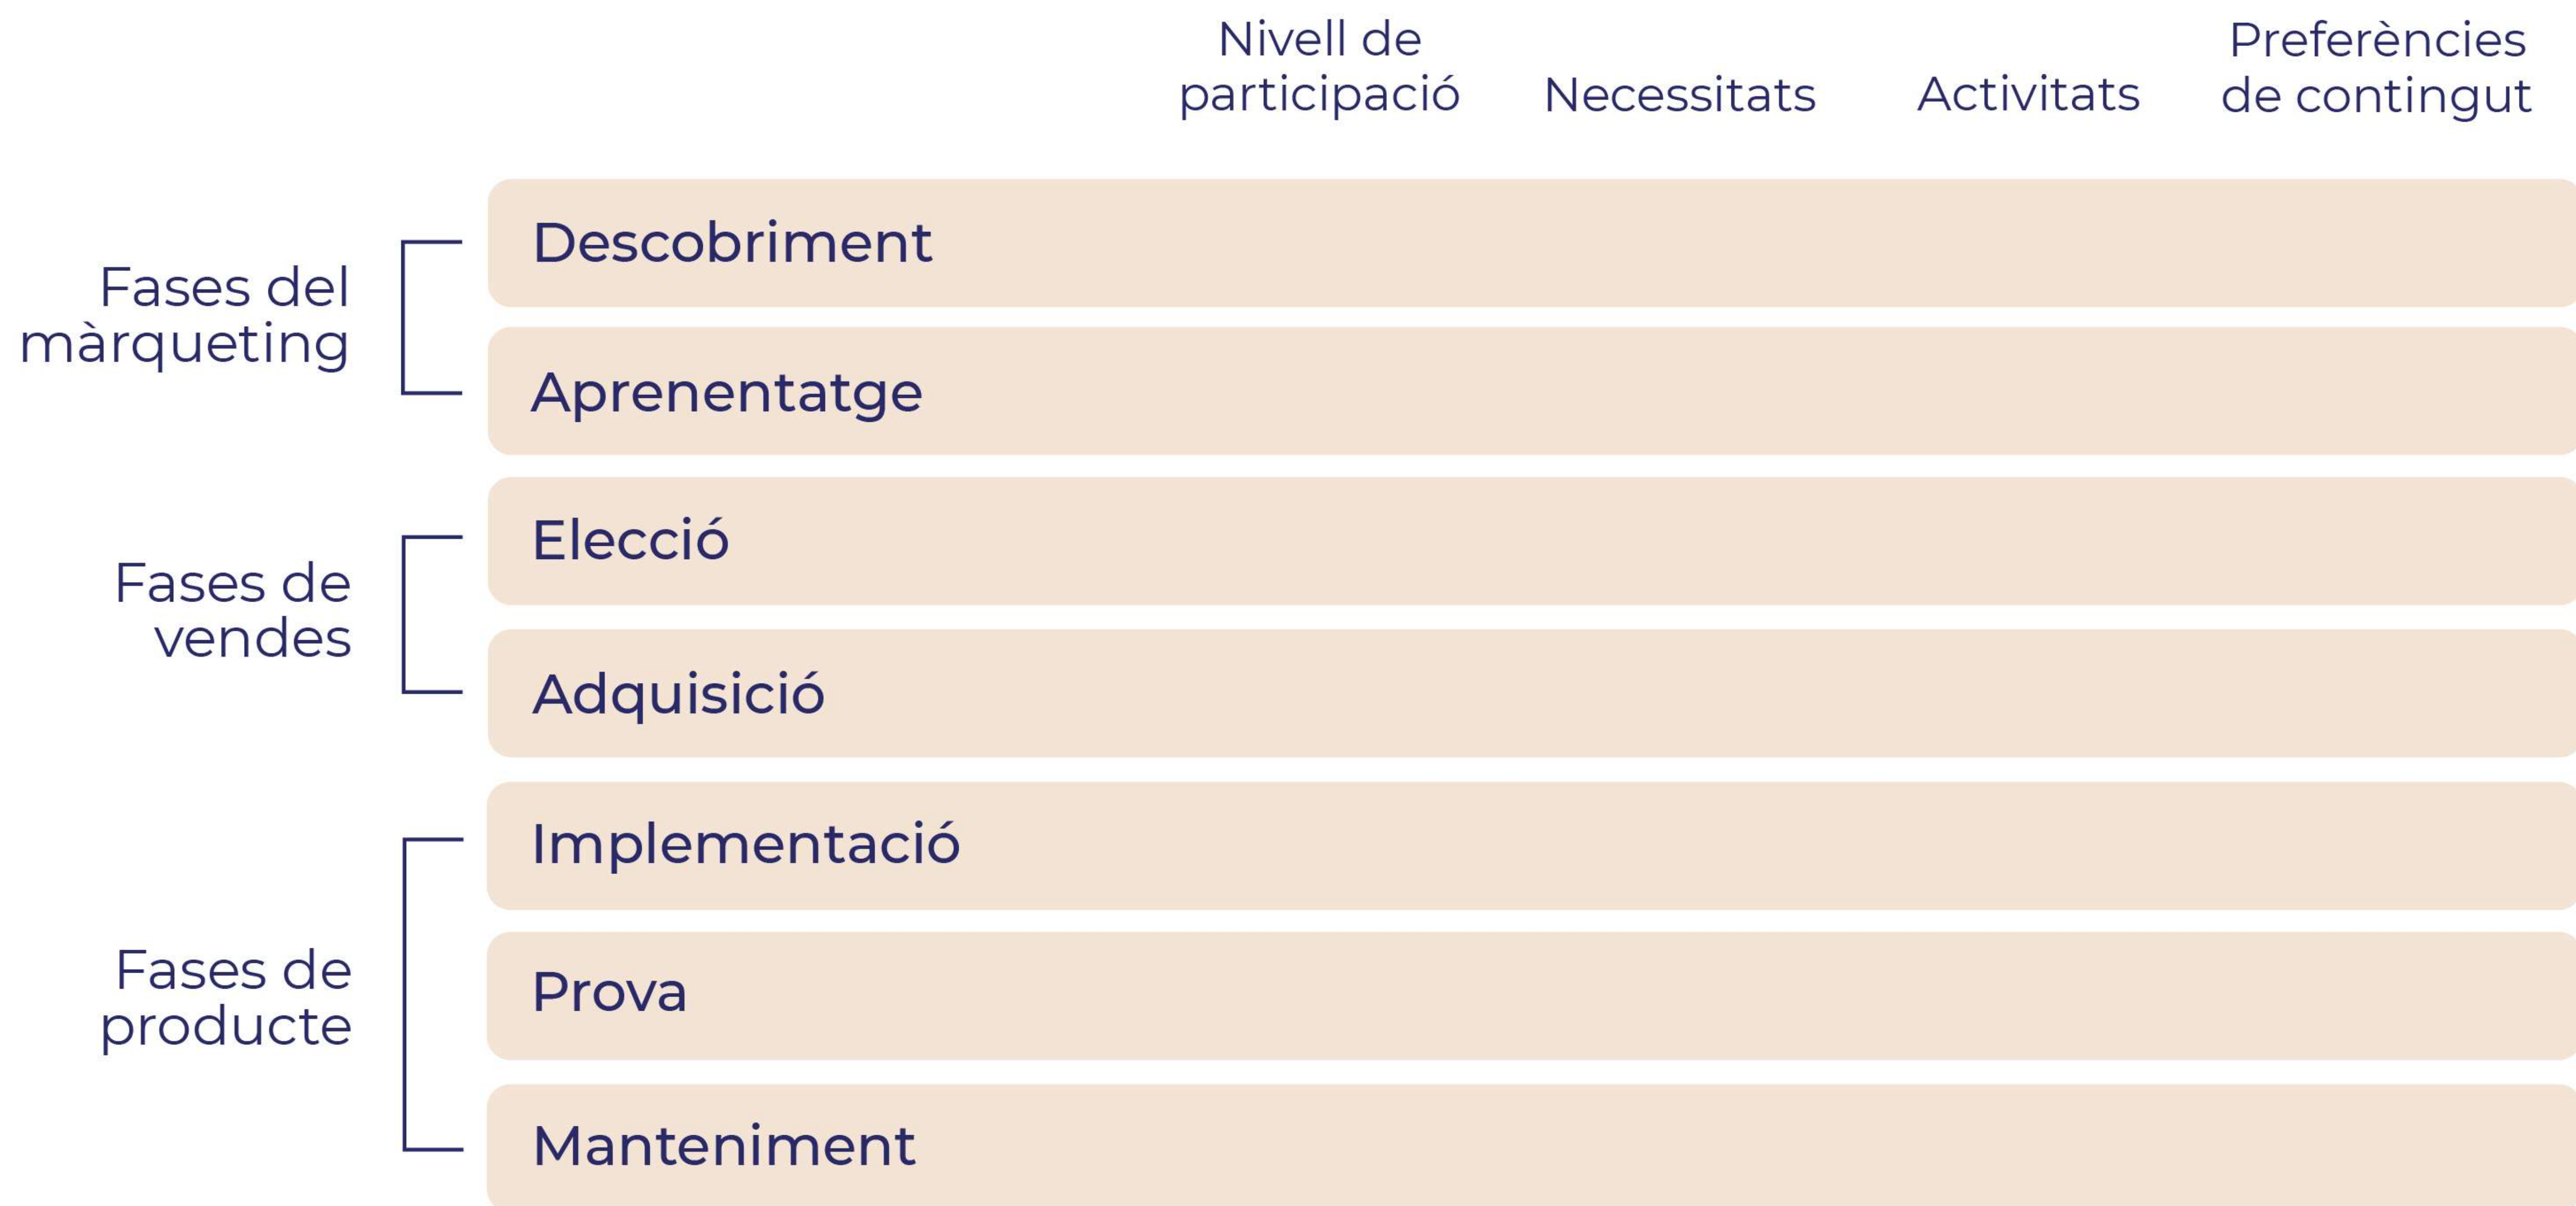 Nivell de
participació
Necessitats
Activitats
Preferències
de contingut
Fases del
màrqueting
Descobriment
Aprenentatge
Fases de
vendes
Elecció
Adquisició
Fases de
producte
Implementació
Prova
Manteniment